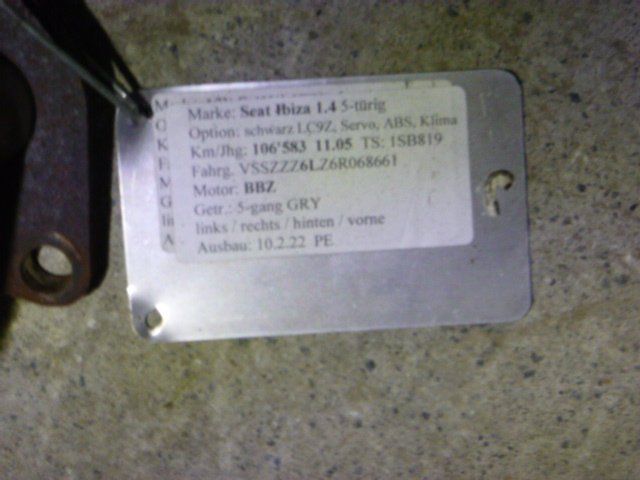 Marke: Seat Ibiza 1.4 5-türig
Option: schwarz LC9Z, Servo, ABS, Klima
Km/Jhg: 106'583 11.05 TS: 1SB819
Fahrg. VSSZZZ6LZ6R068661
Motor: BBZ
Getr.: 5-gang GRY
links / rechts / hinten / vorne
Ausbau: 10.2.22 PE